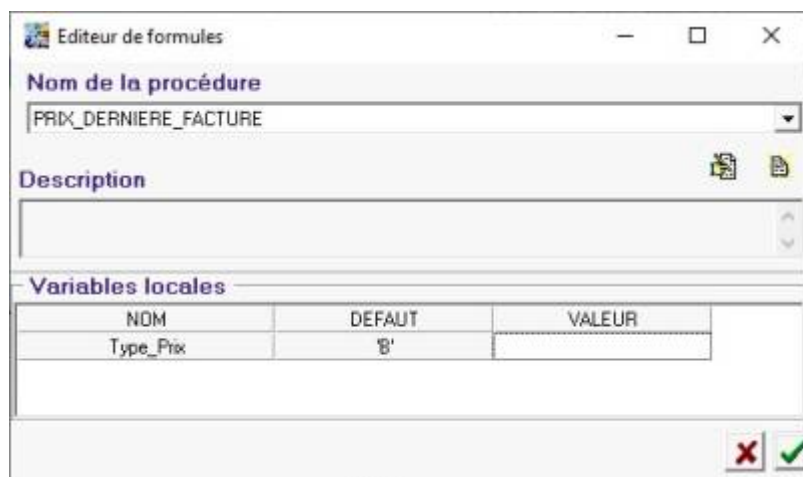 Editeur de formules
Nom de la procédure
PRIX_DERNIERE_FACTURE
Description
Variables locales
NOM DEFAUT VALEUR
Type_Prix 'B'